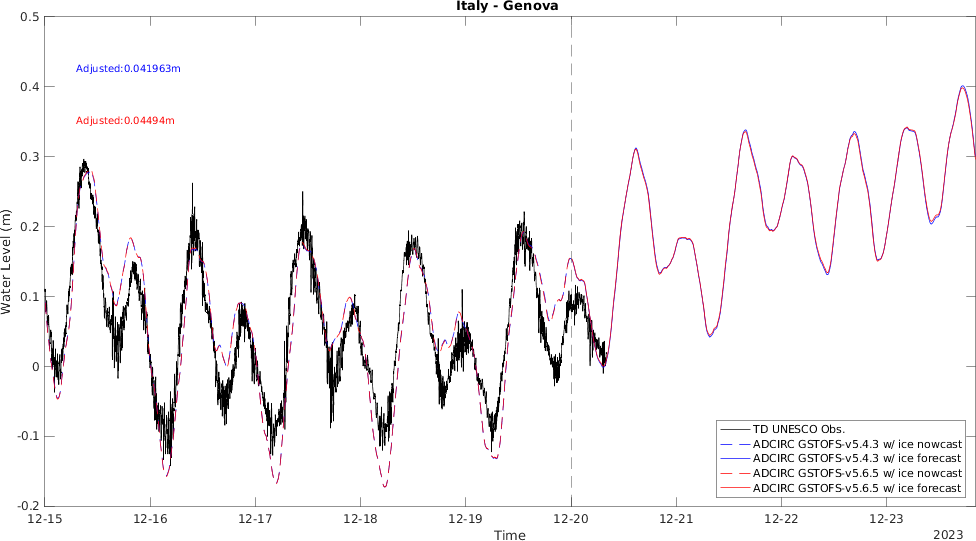 Italy - Genova
0.5
0.4
0.3
0.2
0.1
0
-0.1
-0.2
Water Level (m)
Adjusted:0.041963m
Adjusted:0.04494m
TD UNESCO Obs.
ADCIRC GSTOFS-v5.4.3 w/ ice nowcast
ADCIRC GSTOFS-v5.4.3 w/ ice forecast
ADCIRC GSTOFS-v5.6.5 w/ ice nowcast
ADCIRC GSTOFS-v5.6.5 w/ ice forecast
12-15 12-16 12-17 12-18 12-19 12-20 12-21 12-22 12-23
Time
2023